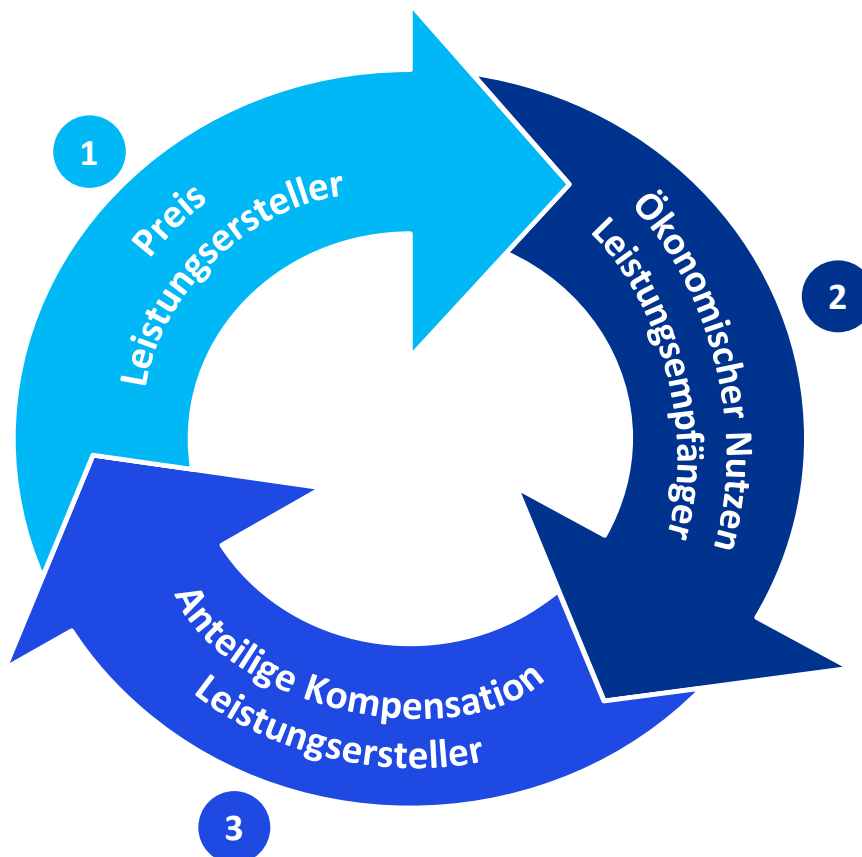 1
Preis
Leistungsersteller
2
Ökonomischer Nutzen
Leistungsempfänger
Anteilige Kompensation
Leistungsersteller
3